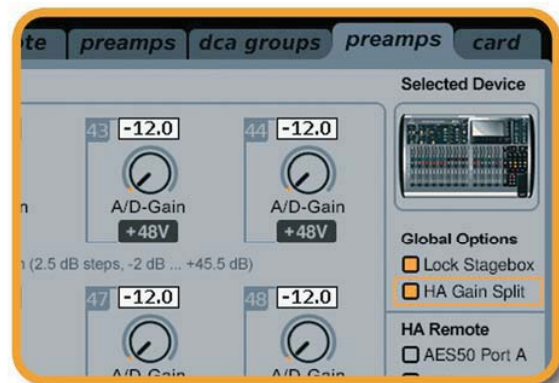 preamps dca groups preamps card
Selected Device
43 -12.0 44 -12.0
A/D-Gain A/D-Gain
+48V +48V
Global Options
(2.5 dB steps, -2 dB ... +45.5 dB)
Lock Stagebox
HA Gain Split
47 -12.0 48 -12.0
HA Remote
AES50 Port A
A/D-Gain A/D-Gain